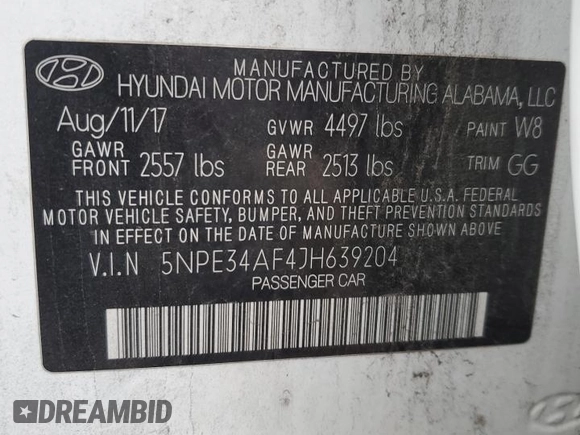 MANUFACTURED BY
HYUNDAI MOTOR MANUFACTURING ALABAMA, LLC
Aug/11/17 GVWR 4497 lbs PAINT W8
GAWR FRONT 2557 lbs GAWR REAR 2513 lbs TRIM GG
THIS VEHICLE CONFORMS TO ALL APPLICABLE U.S.A. FEDERAL
MOTOR VEHICLE SAFETY, BUMPER, AND THEFT PREVENTION STANDARDS
IN EFFECT ON THE DATE OF MANUFACTURE SHOWN ABOVE
V.I.N 5NPE34AF4JH639204
PASSENGER CAR
DREAMBID